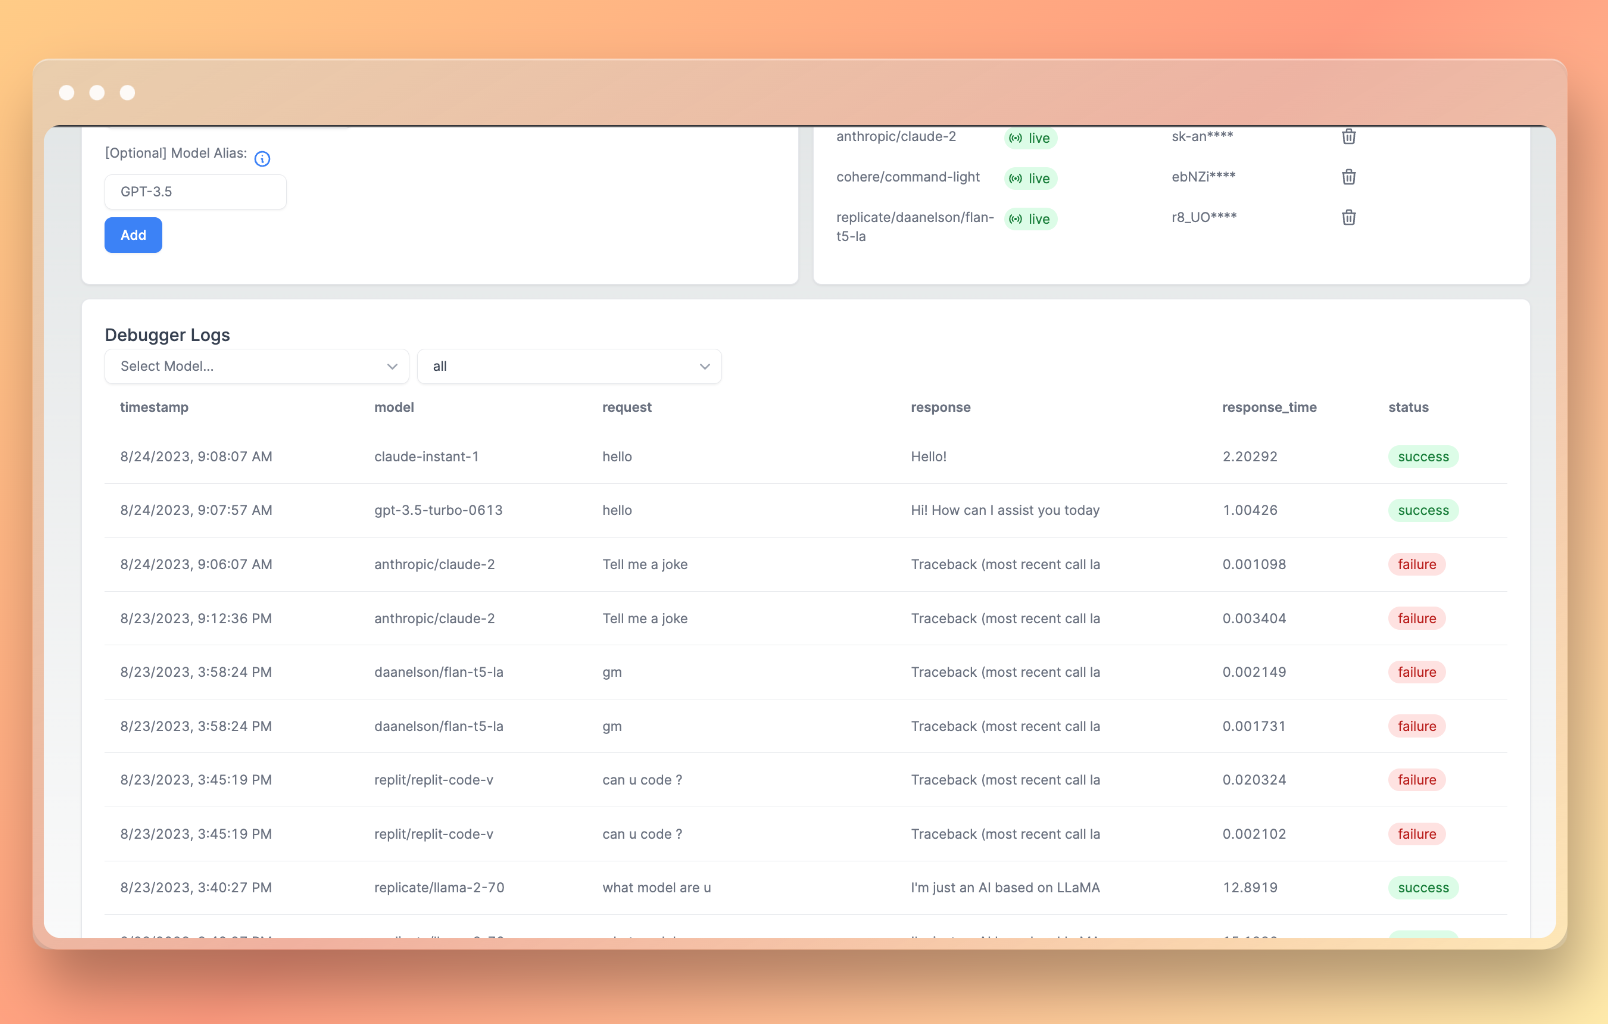 [Optional] Model Alias:
GPT-3.5
Add
anthropic/claude-2 live sk-an****
cohere/command-light live ebNZi****
replicate/daanelson/flan- live r8_UO****
t5-la
Debugger Logs
Select Model... all
timestamp model request response response_time status
8/24/2023, 9:08:07 AM claude-instant-1 hello Hello! 2.20292 success
8/24/2023, 9:07:57 AM gpt-3.5-turbo-0613 hello Hi! How can I assist you today 1.00426 success
8/24/2023, 9:06:07 AM anthropic/claude-2 Tell me a joke Traceback (most recent call la 0.001098 failure
8/23/2023, 9:12:36 PM anthropic/claude-2 Tell me a joke Traceback (most recent call la 0.003404 failure
8/23/2023, 3:58:24 PM daanelson/flan-t5-la gm Traceback (most recent call la 0.002149 failure
8/23/2023, 3:58:24 PM daanelson/flan-t5-la gm Traceback (most recent call la 0.001731 failure
8/23/2023, 3:45:19 PM replit/replit-code-v can u code ? Traceback (most recent call la 0.020324 failure
8/23/2023, 3:45:19 PM replit/replit-code-v can u code ? Traceback (most recent call la 0.002102 failure
8/23/2023, 3:40:27 PM replicate/llama-2-70 what model are u I'm just an AI based on LLaMA 12.8919 success